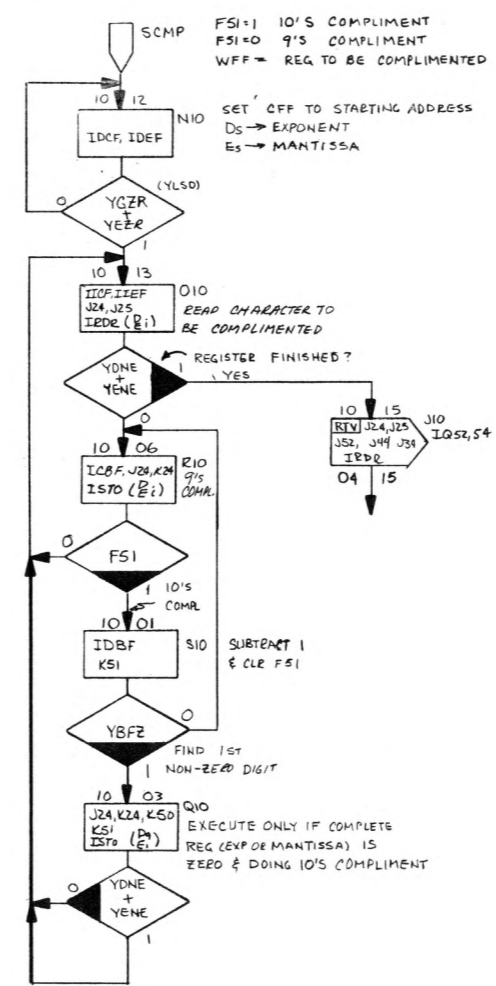 SCMP
F51=1 10'S COMPLIMENT
F51=0 9'S COMPLIMENT
WFF = REG TO BE COMPLIMENTED
10 12
N10
IDCF, IDEF
SET CFF TO STARTING ADDRESS
Ds → EXPONENT
Es → MANTISSA
(YLSD)
0
YGZR
+
YEZR
1
10 13
O10
IICF, IIEF
J24, J25
IRDR (D/E i)
READ CHARACTER TO
BE COMPLIMENTED
REGISTER FINISHED?
YDNE
+
YENE
1
YES
0
10 15
J10
RTV J24, J25
IQ52, 54
J52, J44 J34
IRDR
04 15
10 06
R10
ICBF, J24, K24
ISTO (D/E i)
9'S
COMPL.
0
F51
1 10'S
COMPL
10 01
S10
IDBF
K51
SUBTRACT 1
& CLR F51
YBFZ
0
FIND 1ST
NON-ZERO DIGIT
1
10 03
Q10
J24, K24, K50
K51
ISTO
EXECUTE ONLY IF COMPLETE
REG (EXP OR MANTISSA) IS
ZERO & DOING 10'S COMPLIMENT
0
YDNE
+
YENE
1